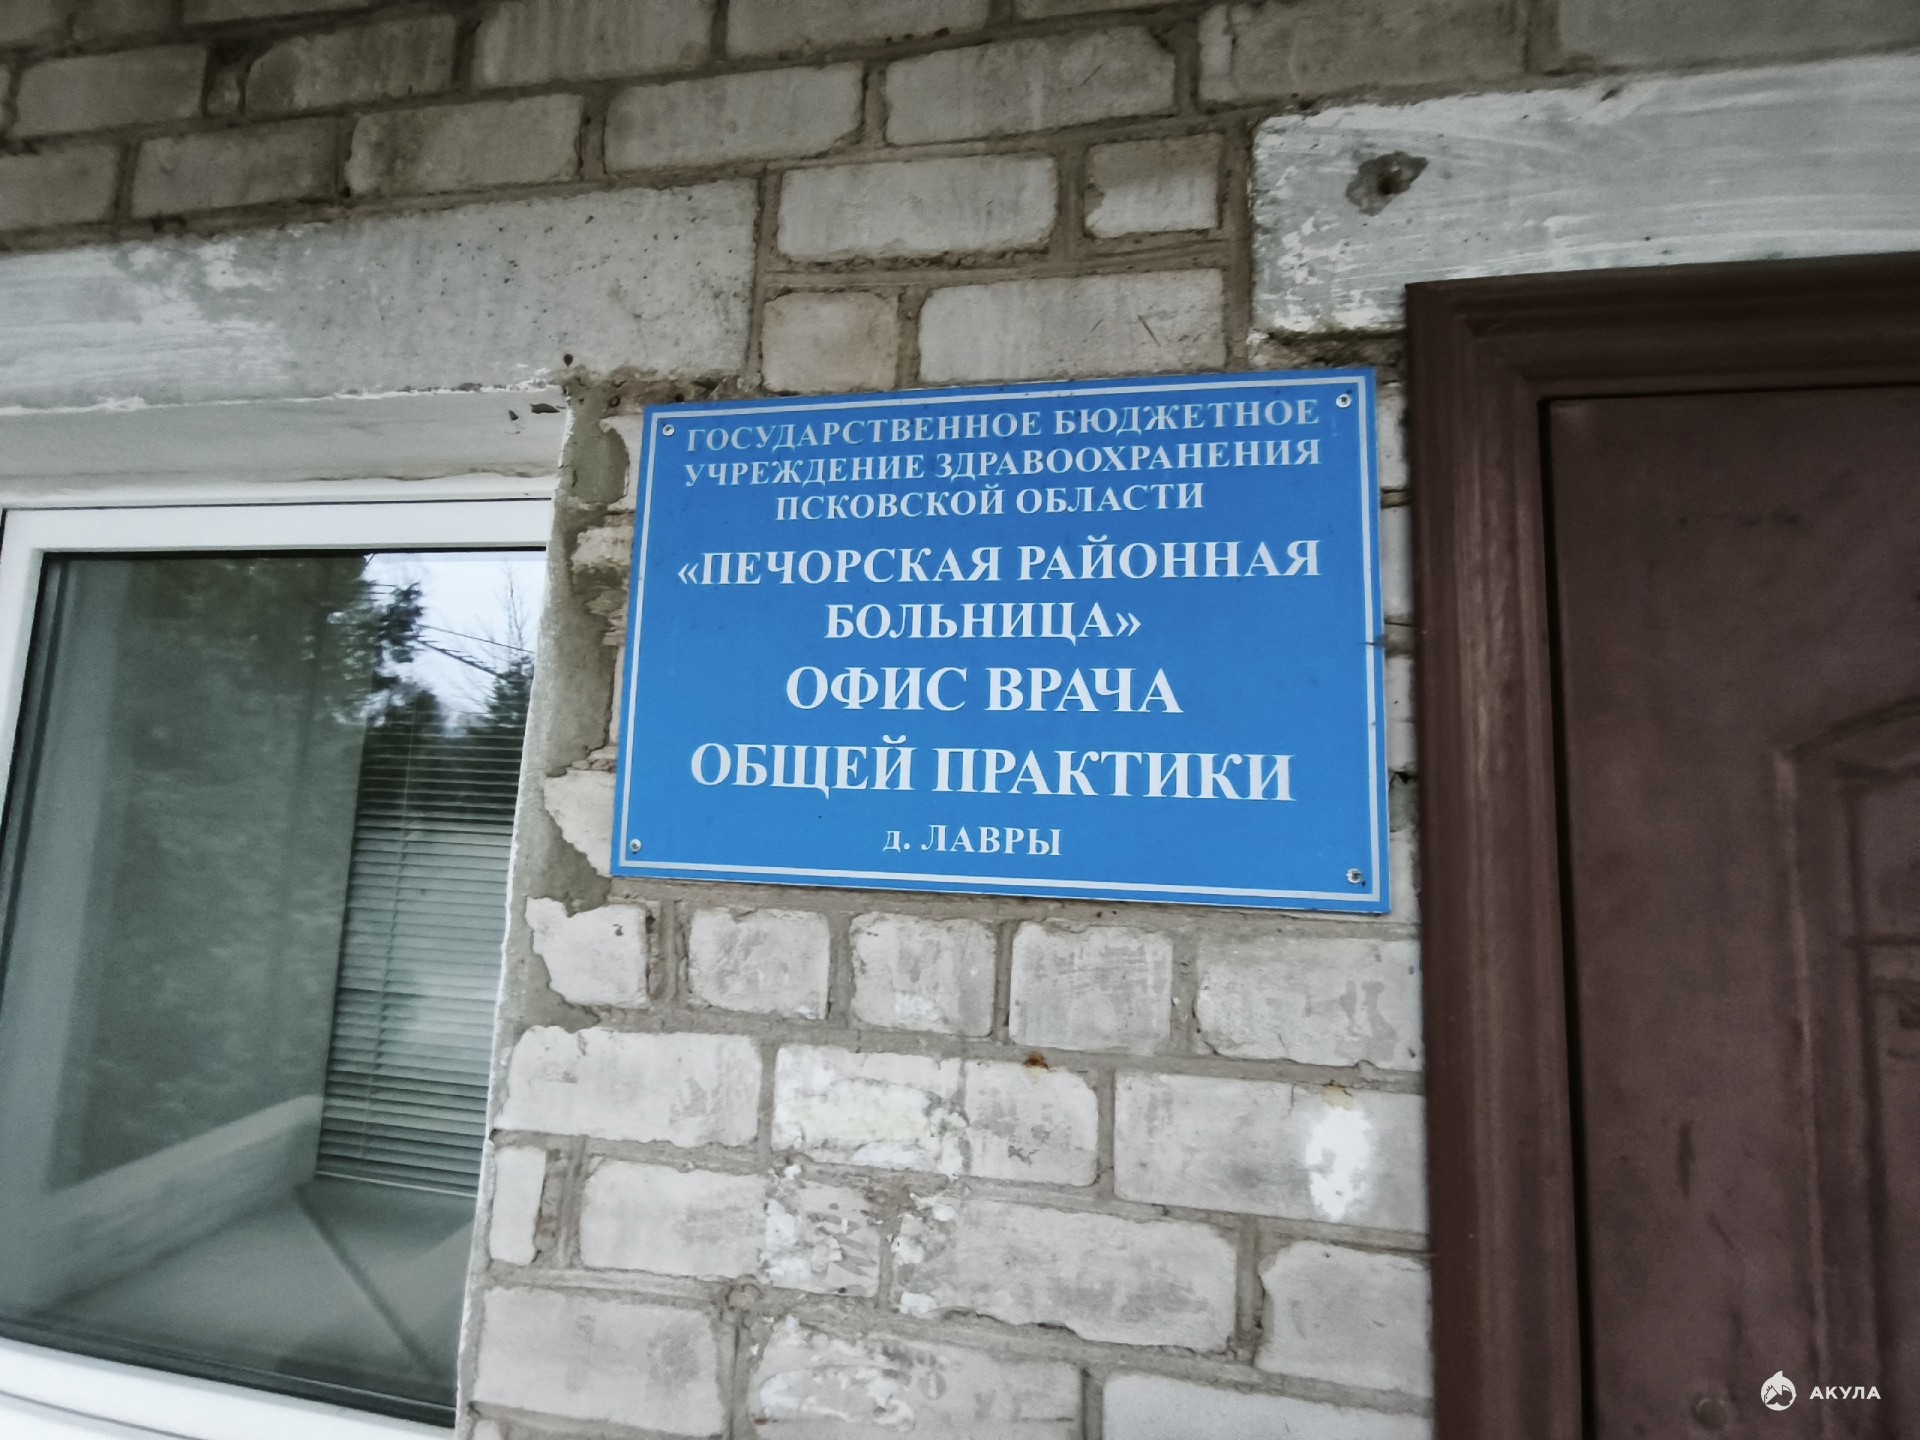 ГОСУДАРСТВЕННОЕ БЮДЖЕТНОЕ
УЧРЕЖДЕНИЕ ЗДРАВООХРАНЕНИЯ
ПСКОВСКОЙ ОБЛАСТИ
«ПЕЧОРСКАЯ РАЙОННАЯ
БОЛЬНИЦА»
ОФИС ВРАЧА
ОБЩЕЙ ПРАКТИКИ
д. ЛАВРЫ
АКУЛА